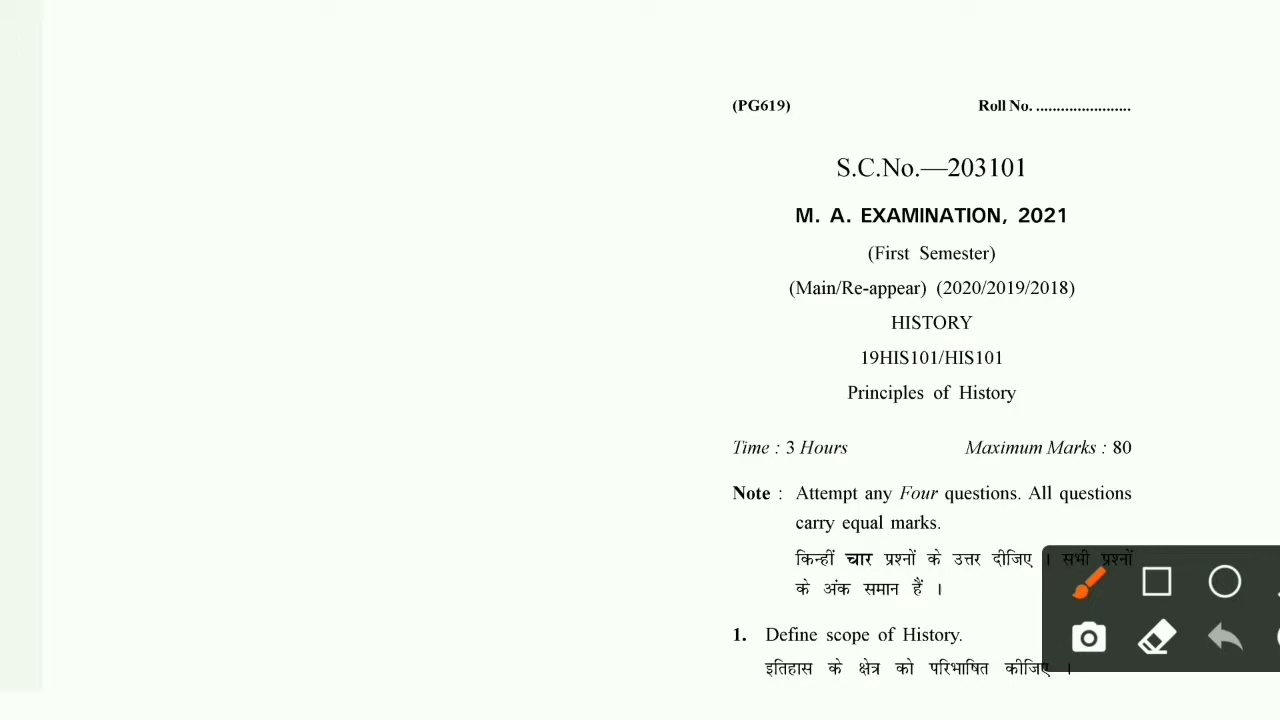 (PG619) Roll No. .......................
S.C.No.—203101
M. A. EXAMINATION, 2021
(First Semester)
(Main/Re-appear) (2020/2019/2018)
HISTORY
19HIS101/HIS101
Principles of History
Time : 3 Hours Maximum Marks : 80
Note : Attempt any Four questions. All questions
carry equal marks.
किन्हीं चार प्रश्नों के उत्तर दीजिए । सभी प्रश्नों
के अंक समान हैं ।
1. Define scope of History.
इतिहास के क्षेत्र को परिभाषित कीजिए ।